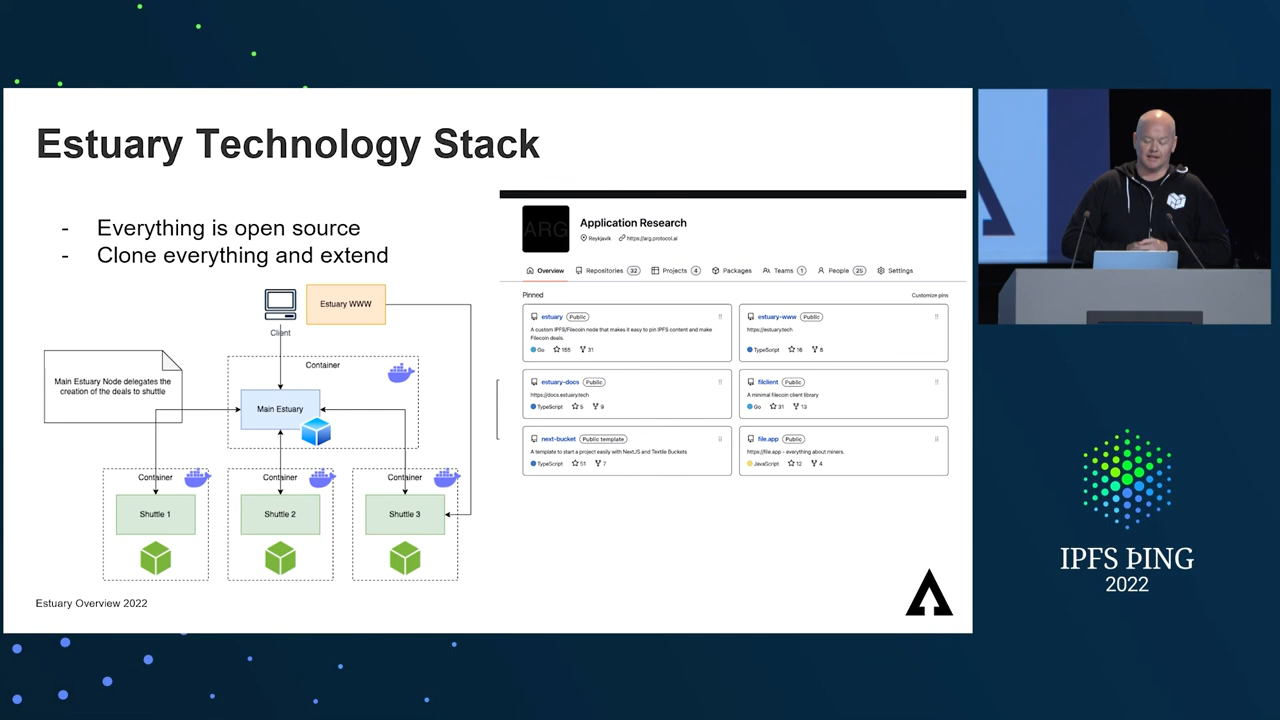 Estuary Technology Stack
- Everything is open source
- Clone everything and extend
Client
Estuary WWW
Main Estuary Node delegates the
creation of the deals to shuttle
Container
Main Estuary
Container
Container
Container
Shuttle 1
Shuttle 2
Shuttle 3
Estuary Overview 2022
ARG
Application Research
Reykjavik
https://arg.protocol.ai
Overview
Repositories 32
Projects 4
Packages
Teams 1
People 25
Settings
Pinned
Customize pins
estuary Public
A custom IPFS/Filecoin node that makes it easy to pin IPFS content and make
Filecoin deals.
Go 155 31
estuary-www Public
https://estuary.tech
TypeScript 16 8
estuary-docs Public
https://docs.estuary.tech
TypeScript 5 9
filclient Public
A minimal filecoin client library
Go 31 13
next-bucket Public template
A template to start a project easily with NextJS and Textile Buckets
TypeScript 51 7
file.app Public
https://file.app - everything about miners.
JavaScript 12 4
IPFS ÞING
2022